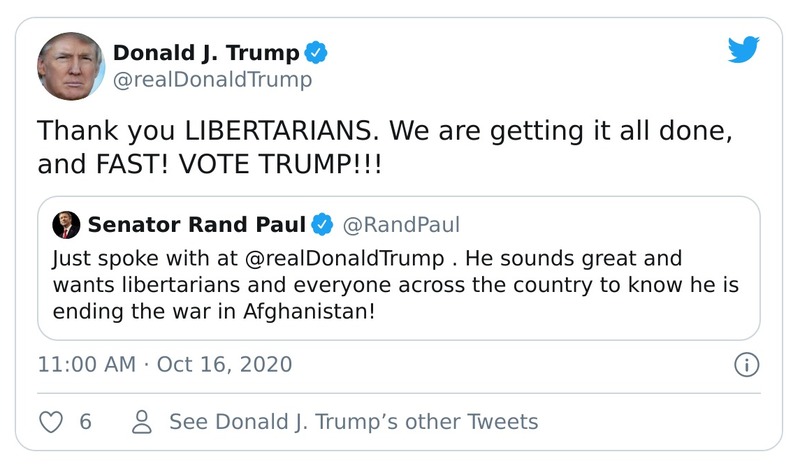 Donald J. Trump
@realDonaldTrump
Thank you LIBERTARIANS. We are getting it all done,
and FAST! VOTE TRUMP!!!
Senator Rand Paul @RandPaul
Just spoke with at @realDonaldTrump . He sounds great and
wants libertarians and everyone across the country to know he is
ending the war in Afghanistan!
11:00 AM · Oct 16, 2020
6 See Donald J. Trump’s other Tweets